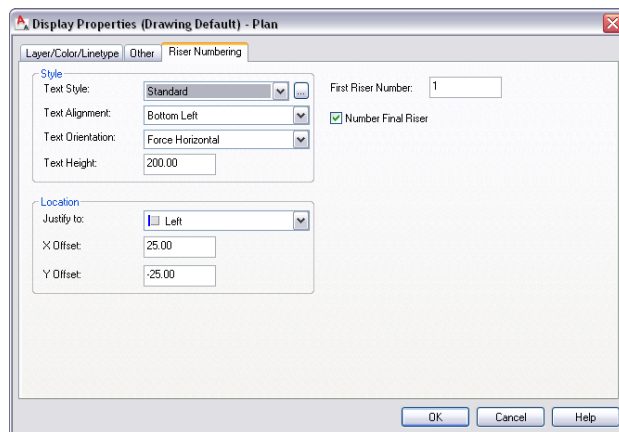 Display Properties (Drawing Default) - Plan
Layer/Color/Linetype Other Riser Numbering
Style
Text Style: Standard ...
First Riser Number: 1
Text Alignment: Bottom Left
Number Final Riser
Text Orientation: Force Horizontal
Text Height: 200.00
Location
Justify to: Left
X Offset: 25.00
Y Offset: -25.00
OK Cancel Help